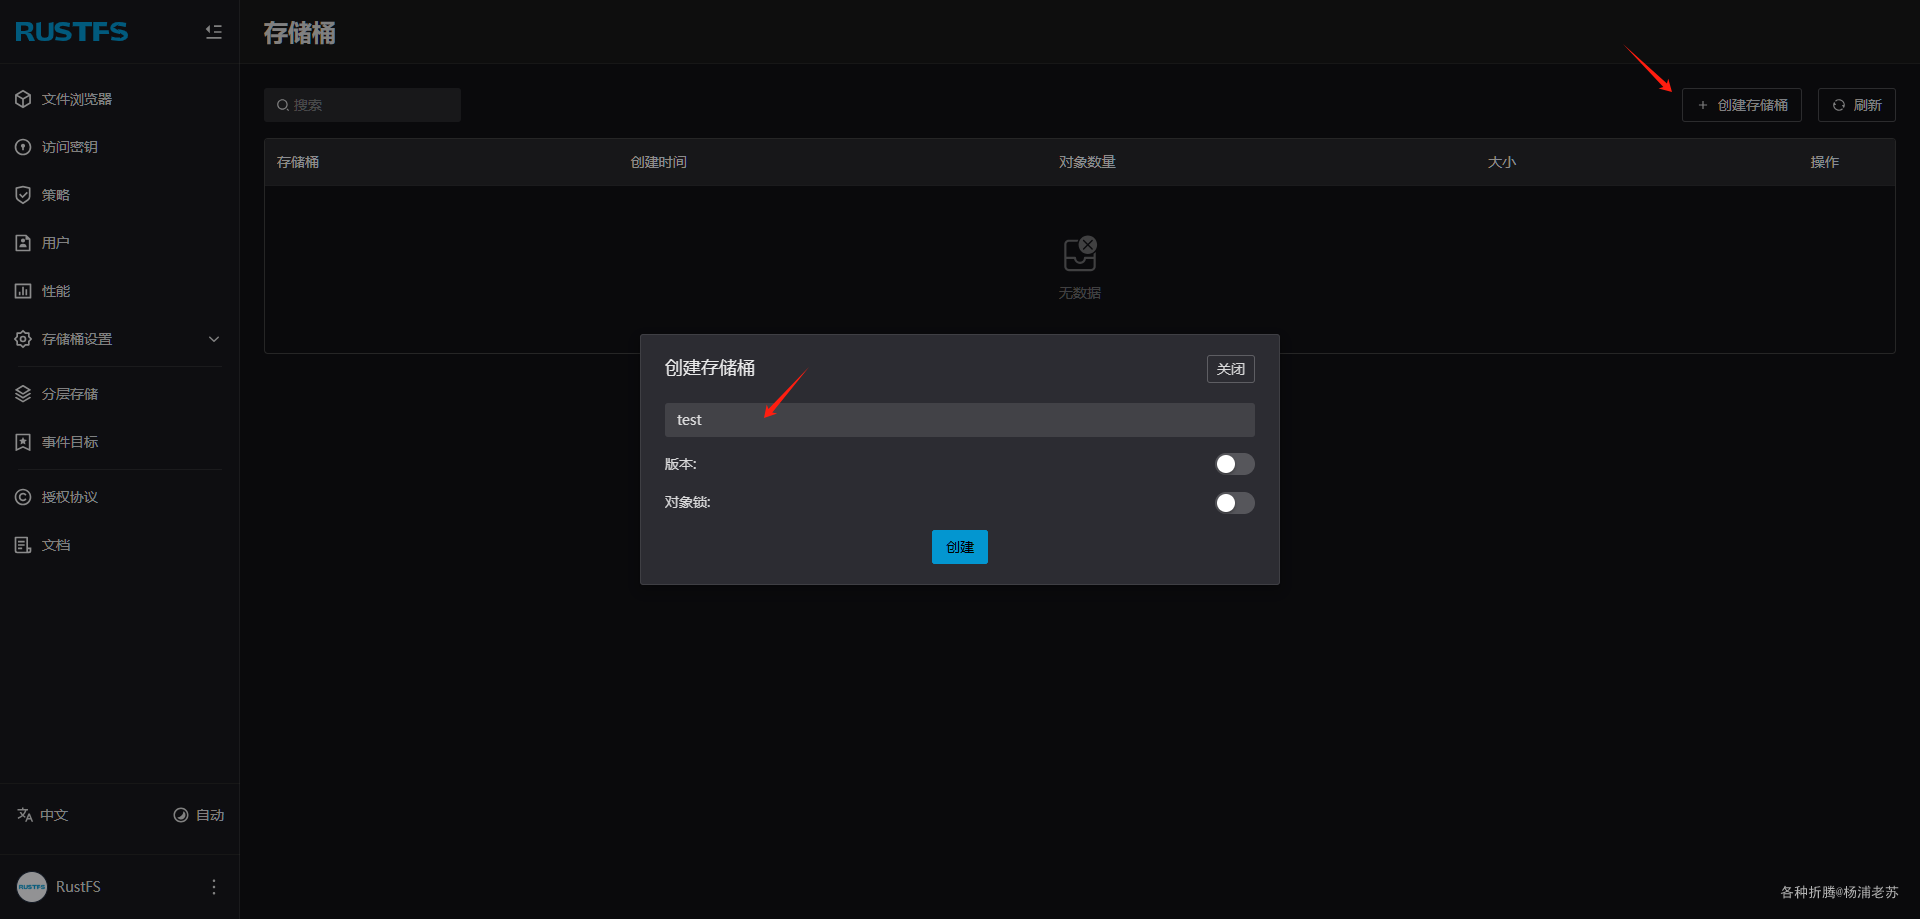 RUSTFS
文件浏览器
访问密钥
策略
用户
性能
存储桶设置
分层存储
事件目标
授权协议
文档
中文 自动
RUSTFS RustFS
存储桶
搜索
创建存储桶 刷新
存储桶 创建时间 对象数量 大小 操作
无数据
创建存储桶 关闭
test
版本:
对象锁:
创建
各种折腾@杨浦老苏